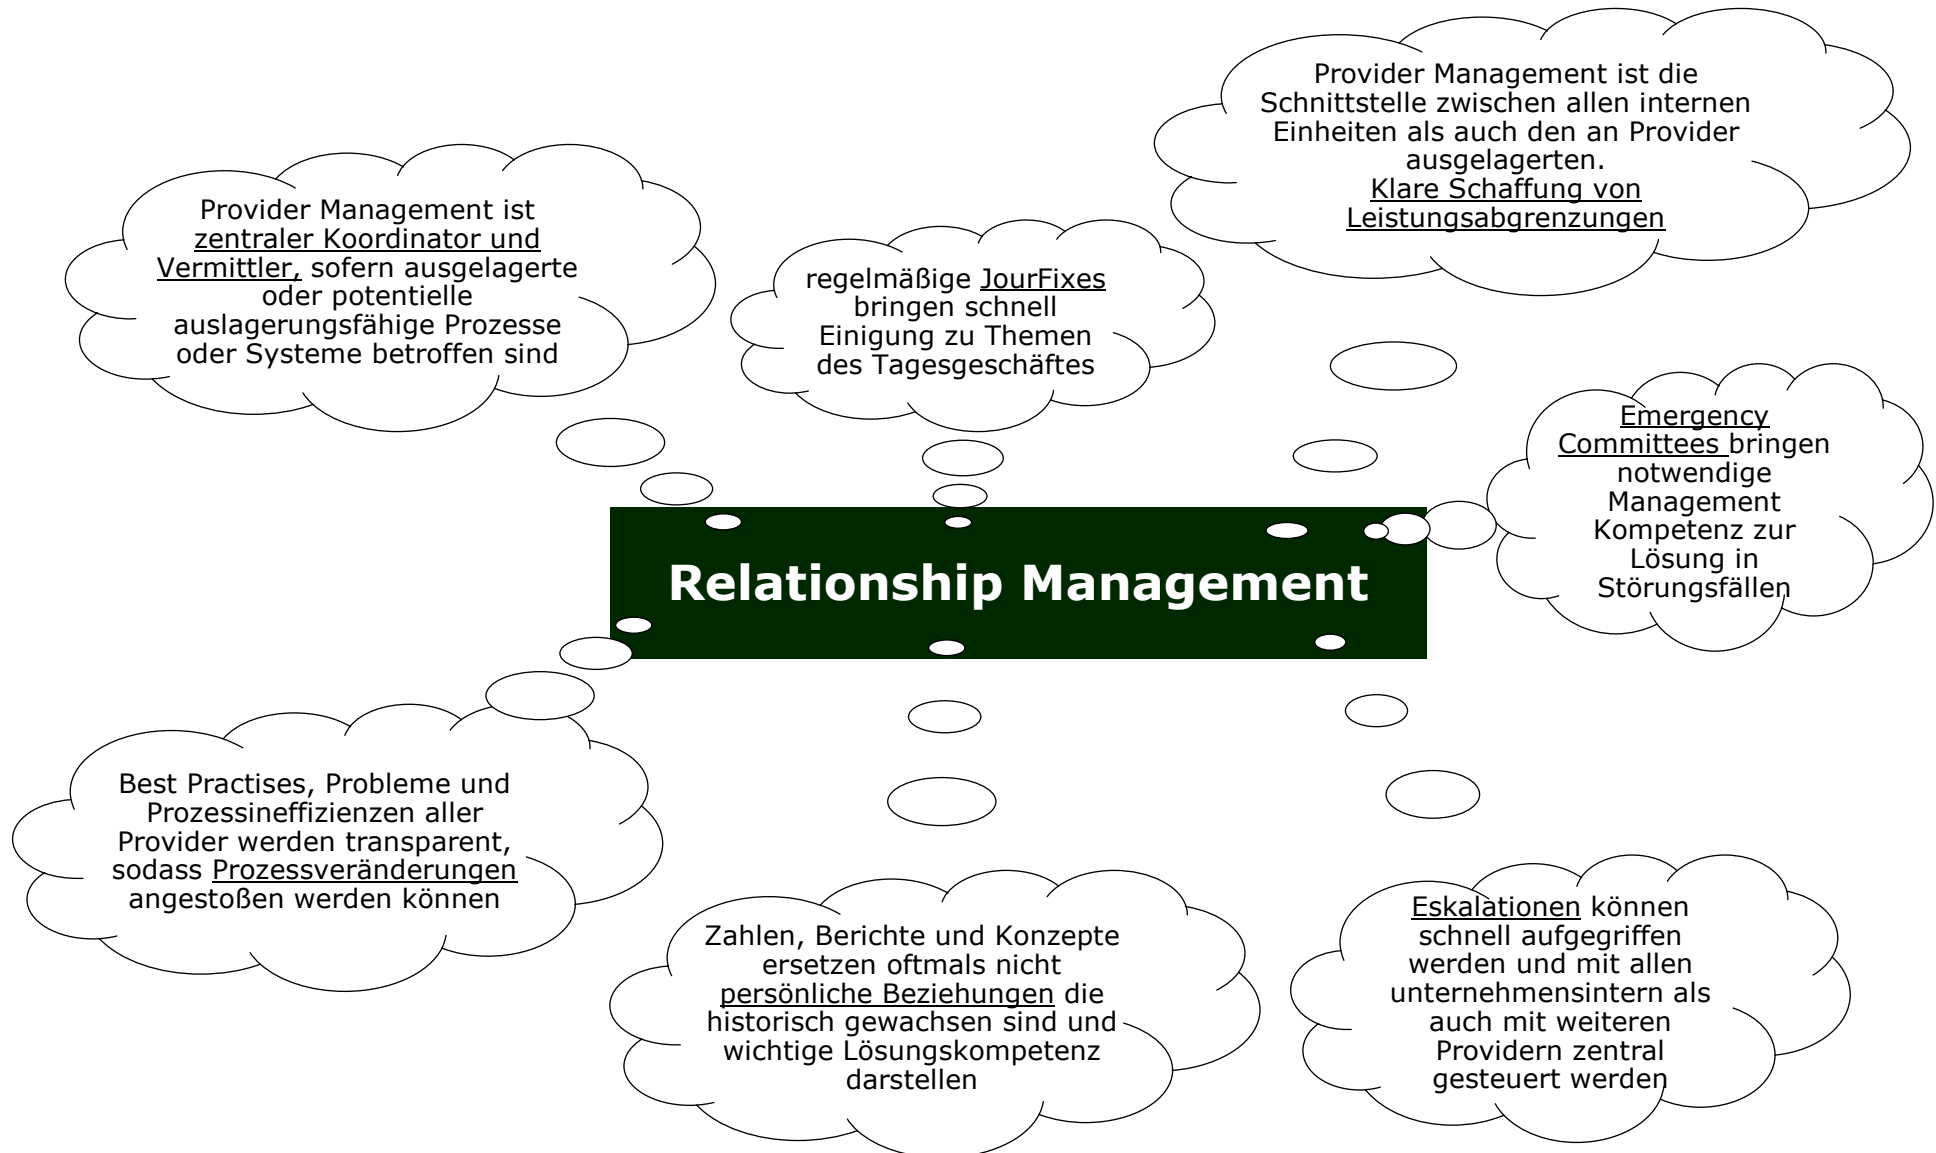 Provider Management ist die
Schnittstelle zwischen allen internen
Einheiten als auch den an Provider
ausgelagerten.
Klare Schaffung von
Leistungsabgrenzungen
Provider Management ist
zentraler Koordinator und
Vermittler, sofern ausgelagerte
oder potentielle
auslagerungsfähige Prozesse
oder Systeme betroffen sind
regelmäßige JourFixes
bringen schnell
Einigung zu Themen
des Tagesgeschäftes
Emergency
Committees bringen
notwendige
Management
Kompetenz zur
Lösung in
Störungsfällen
Relationship Management
Best Practises, Probleme und
Prozessineffizienzen aller
Provider werden transparent,
sodass Prozessveränderungen
angestoßen werden können
Zahlen, Berichte und Konzepte
ersetzen oftmals nicht
persönliche Beziehungen die
historisch gewachsen sind und
wichtige Lösungskompetenz
darstellen
Eskalationen können
schnell aufgegriffen
werden und mit allen
unternehmensintern als
auch mit weiteren
Providern zentral
gesteuert werden